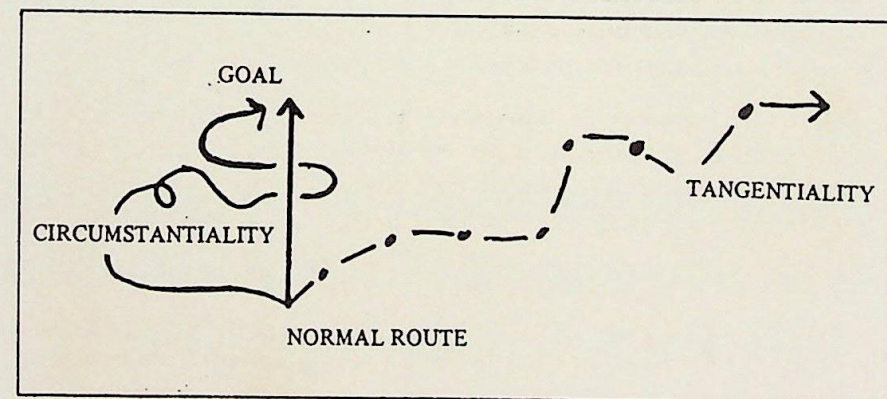 GOAL
CIRCUMSTANTIALITY
TANGENTIALITY
NORMAL ROUTE